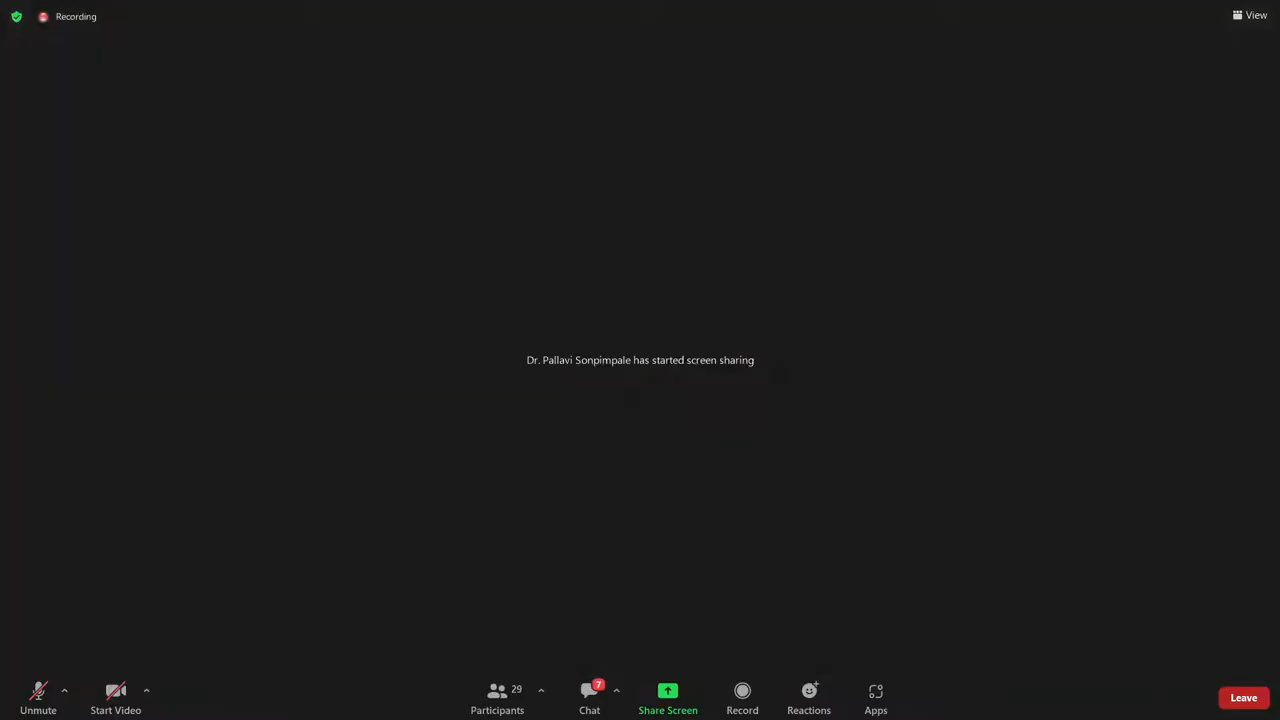 Recording
View
Dr. Pallavi Sonpimpale has started screen sharing
29
7
Unmute
Start Video
Participants
Chat
Share Screen
Record
Reactions
Apps
Leave